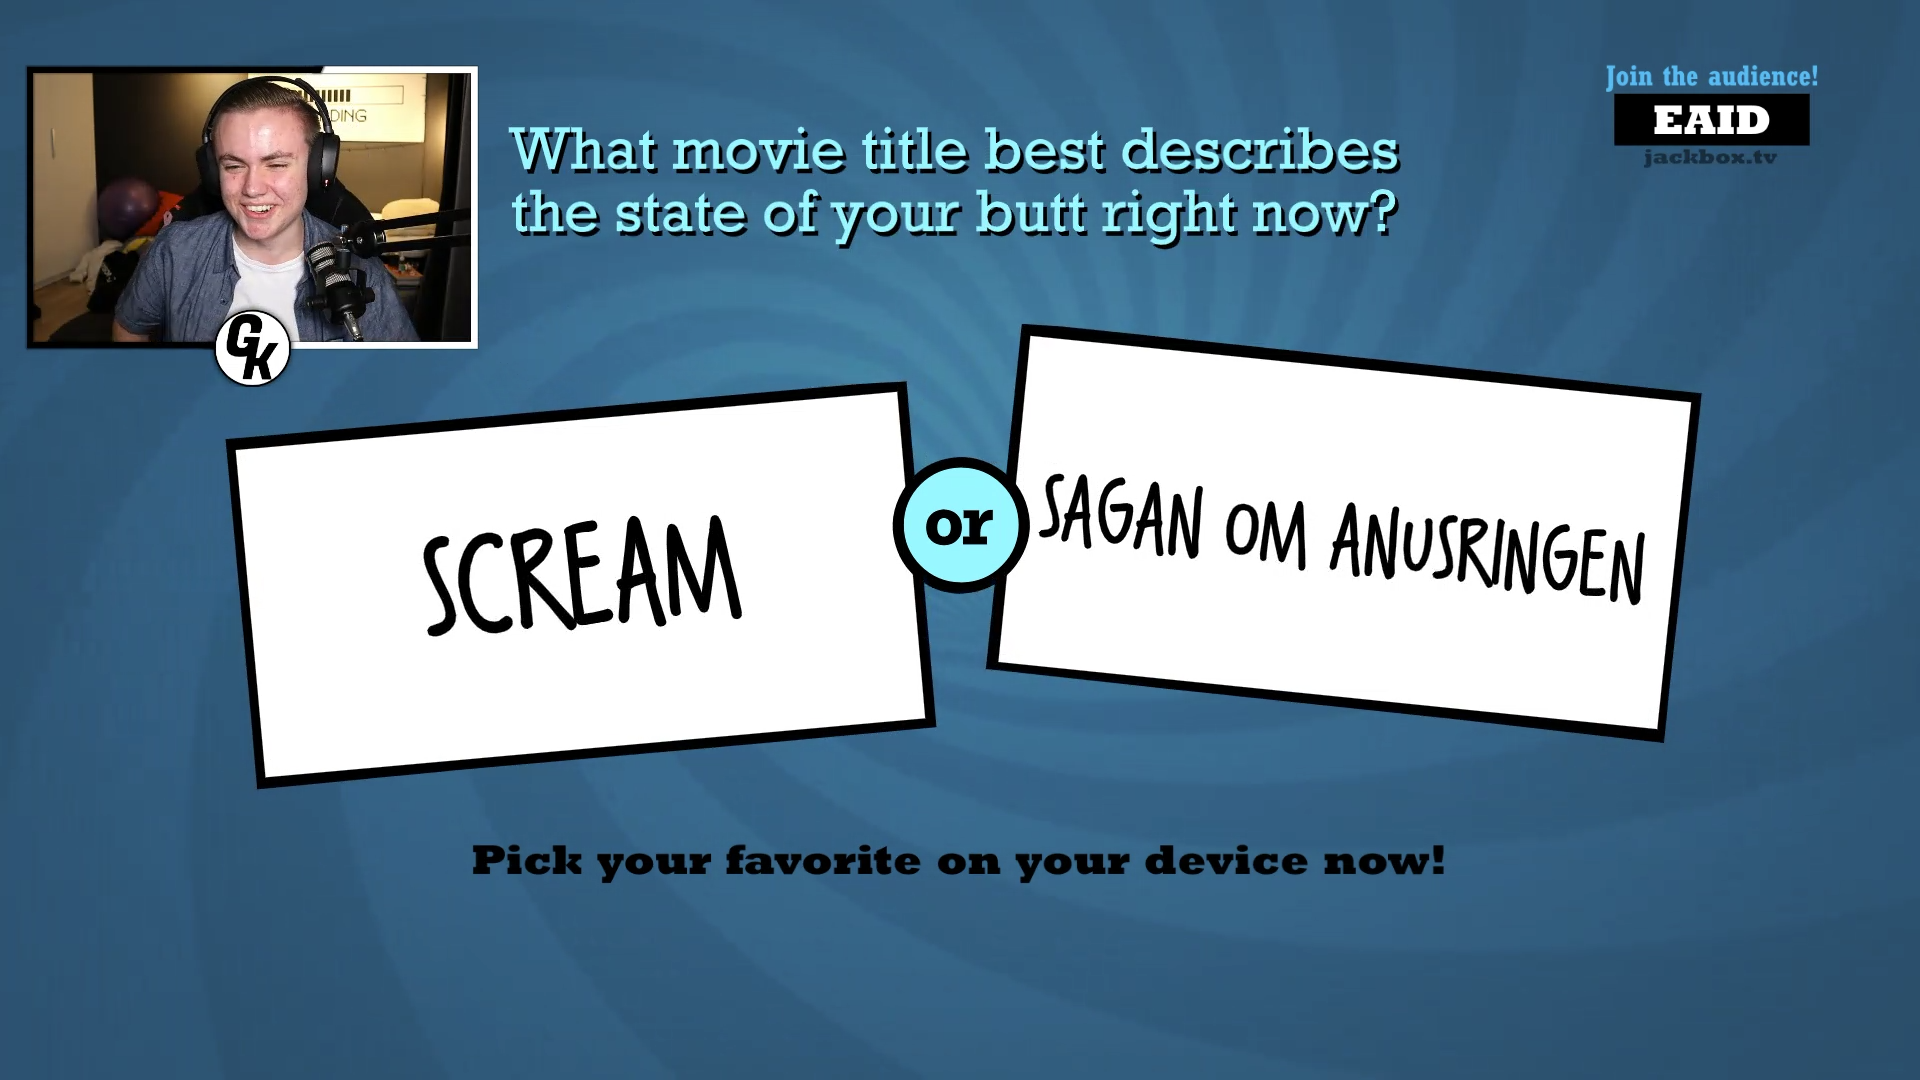 What movie title best describes
the state of your butt right now?
Join the audience!
EAID
jackbox.tv
GK
SCREAM
or
SAGAN OM ANUSRINGEN
Pick your favorite on your device now!